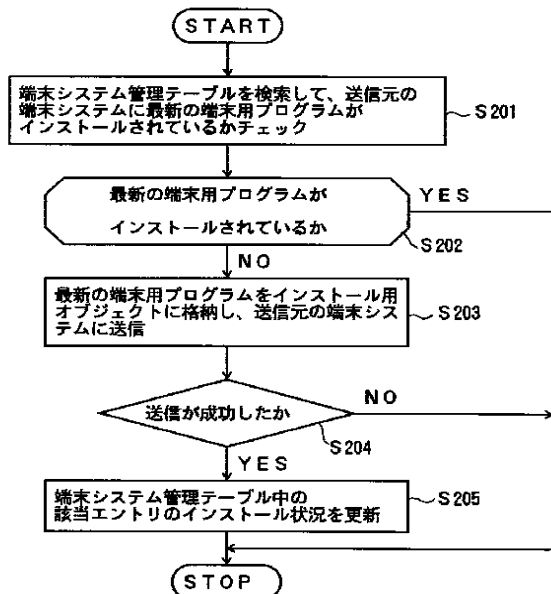 START
端末システム管理テーブルを検索して、送信元の
端末システムに最新の端末用プログラムが
インストールされているかチェック
S201
最新の端末用プログラムが
インストールされているか
YES
S202
NO
最新の端末用プログラムをインストール用
オブジェクトに格納し、送信元の端末シス
テムに送信
S203
送信が成功したか
NO
S204
YES
端末システム管理テーブル中の
該当エントリのインストール状況を更新
S205
STOP